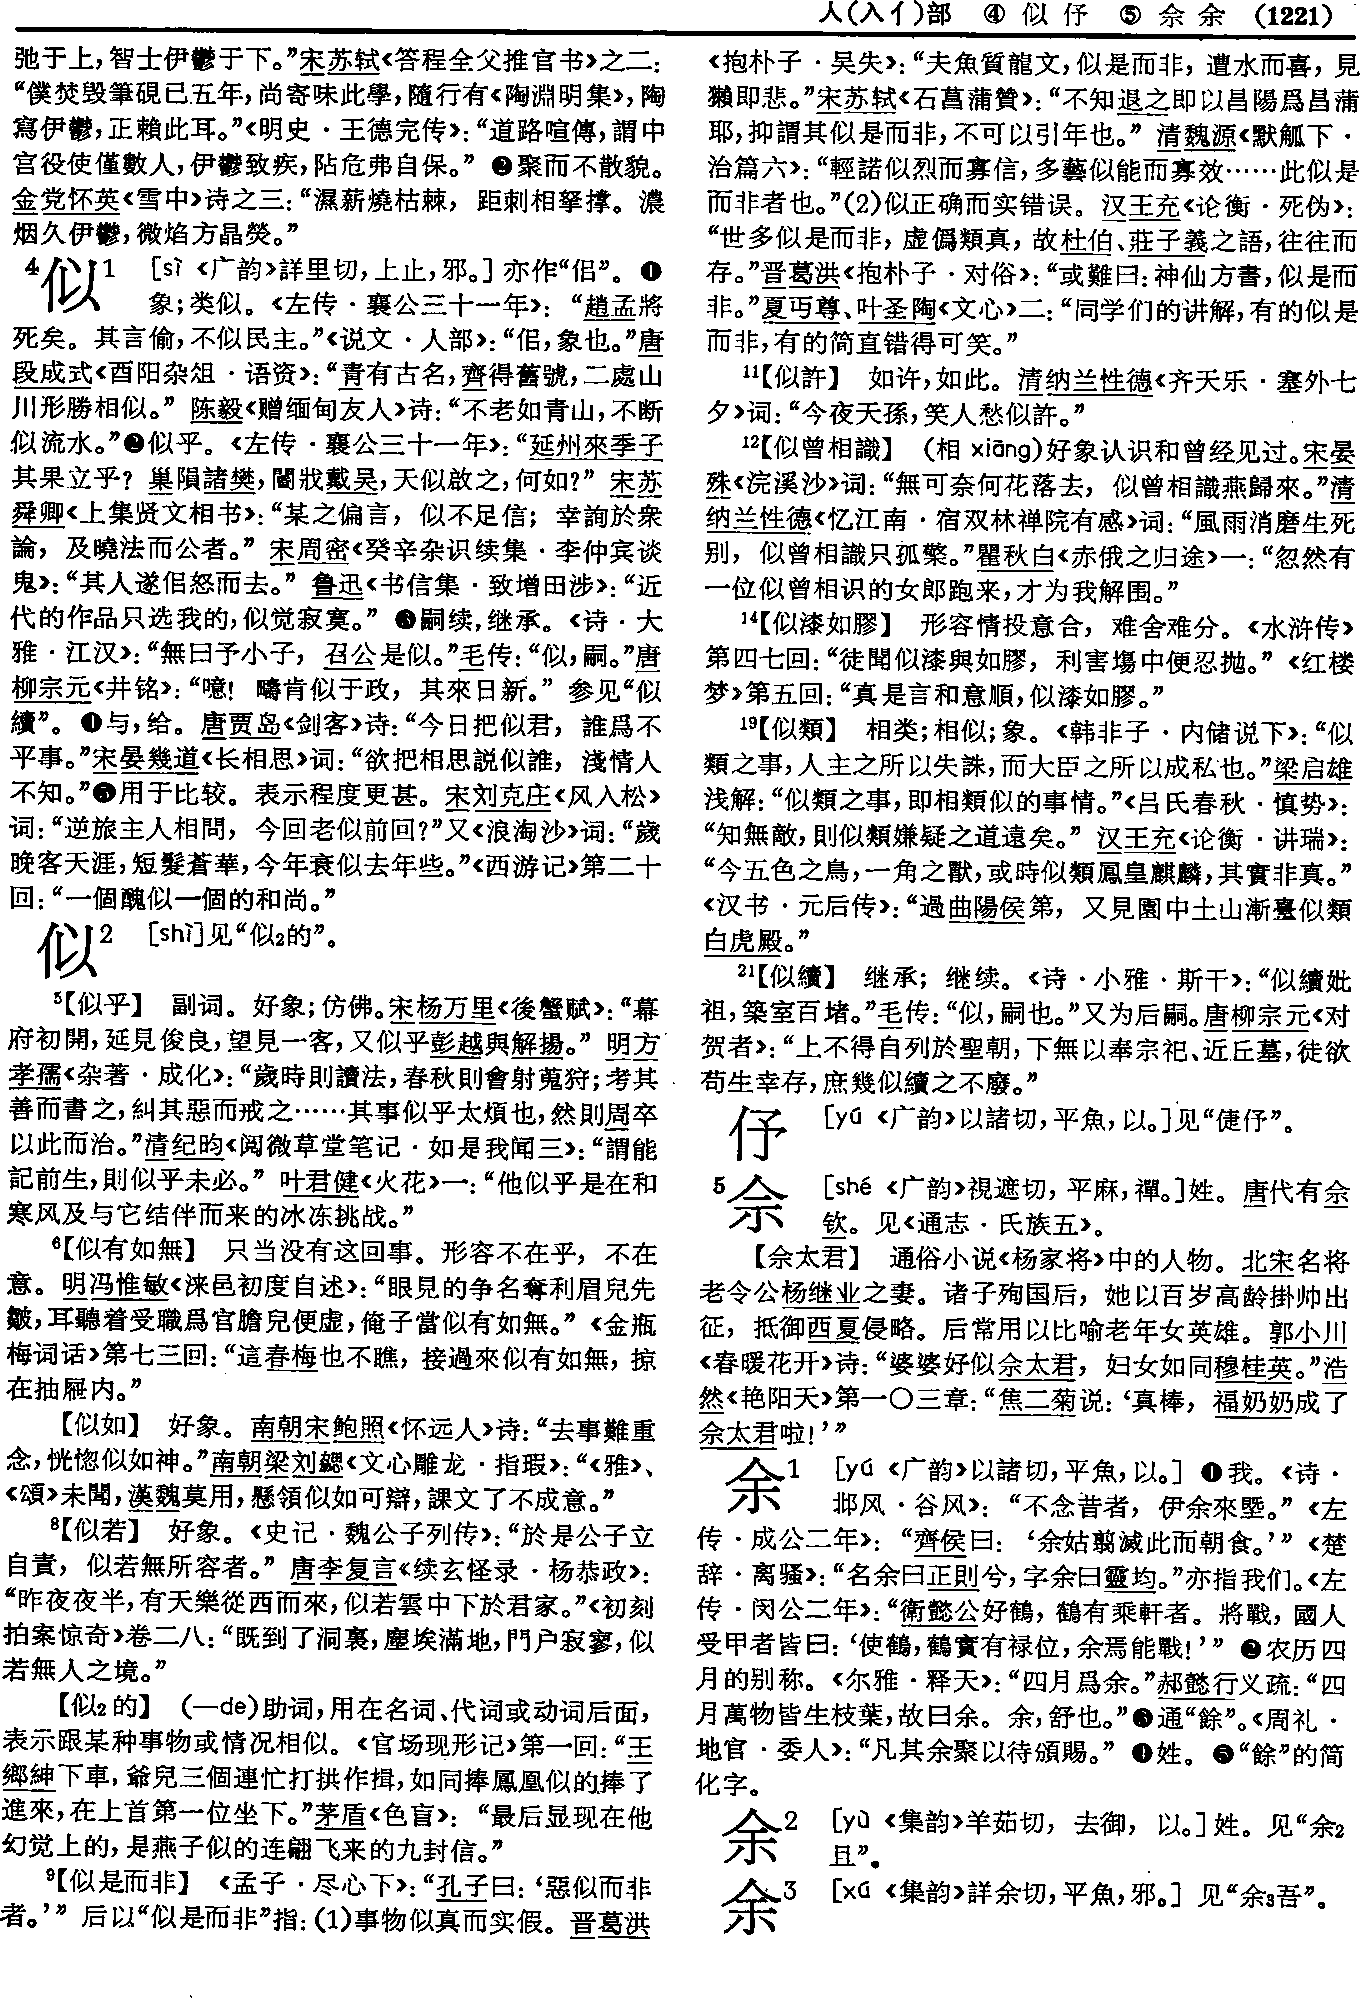 人(入亻)部 ④ 似 伃 ⑤ 佘 余 (1221)
弛于上,智士伊鬱于下。”宋苏轼《答程全父推官书》之二:
“僕焚毁筆硯已五年,尚寄味此學,隨行有《陶淵明集》,陶
寫伊鬱,正賴此耳。”《明史·王德完传》:“道路喧傳,謂中
宫役使僅數人,伊鬱致疾,阽危弗自保。” ❷聚而不散貌。
金党怀英《雪中》诗之三:“濕薪燒枯棘,距刺相拏撑。濃
烟久伊鬱,微焰方晶熒。”
4似1 [sì 《广韵》詳里切,上止,邪。]亦作“佀”。❶
象;类似。《左传·襄公三十一年》:“趙孟將
死矣。其言偷,不似民主。”《说文·人部》:“佀,象也。”唐
段成式《酉阳杂俎·语资》:“青有古名,齊得舊號,二處山
川形勝相似。” 陈毅《赠缅甸友人》诗:“不老如青山,不断
似流水。”❷似乎。《左传·襄公三十一年》:“延州來季子
其果立乎?巢隕諸樊,閽戕戴吴,天似啟之,何如?” 宋苏
舜卿《上集贤文相书》:“某之偏言,似不足信;幸詢於衆
論,及曉法而公者。” 宋周密《癸辛杂识续集·李仲宾谈
鬼》:“其人遂佀怒而去。” 鲁迅《书信集·致增田涉》:“近
代的作品只选我的,似觉寂寞。” ❸嗣续,继承。《诗·大
雅·江汉》:“無曰予小子,召公是似。”毛传:“似,嗣。”唐
柳宗元《井铭》:“噫!疇肯似于政,其來日新。” 参见“似
續”。❹与,给。唐贾岛《剑客》诗:“今日把似君,誰爲不
平事。”宋晏幾道《长相思》词:“欲把相思説似誰,淺情人
不知。”❺用于比较。表示程度更甚。宋刘克庄《风入松》
词:“逆旅主人相問,今回老似前回?”又《浪淘沙》词:“歲
晚客天涯,短髮蒼華,今年衰似去年些。”《西游记》第二十
回:“一個醜似一個的和尚。”
似2 [shì]见“似₂的”。
5【似乎】 副词。好象;仿佛。宋杨万里《後蟹赋》:“幕
府初開,延見俊良,望見一客,又似乎彭越與解揚。” 明方
孝孺《杂著·成化》:“歲時則讀法,春秋則會射蒐狩;考其
善而書之,糾其惡而戒之……其事似乎太煩也,然則周卒
以此而治。”清纪昀《阅微草堂笔记·如是我闻三》:“謂能
記前生,則似乎未必。” 叶君健《火花》一:“他似乎是在和
寒风及与它结伴而来的冰冻挑战。”
6【似有如無】 只当没有这回事。形容不在乎,不在
意。明冯惟敏《涞邑初度自述》:“眼見的争名奪利眉兒先
皺,耳聽着受職爲官膽兒便虚,俺子當似有如無。” 《金瓶
梅词话》第七三回:“這春梅也不瞧,接過來似有如無,掠
在抽屜内。”
【似如】 好象。南朝宋鲍照《怀远人》诗:“去事難重
念,恍惚似如神。”南朝梁刘勰《文心雕龙·指瑕》:“《雅》、
《頌》未聞,漢魏莫用,懸領似如可辯,課文了不成意。”
8【似若】 好象。《史记·魏公子列传》:“於是公子立
自責,似若無所容者。” 唐李复言《续玄怪录·杨恭政》:
“昨夜夜半,有天樂從西而來,似若雲中下於君家。”《初刻
拍案惊奇》卷二八:“既到了洞裏,塵埃滿地,門户寂寥,似
若無人之境。”
【似₂的】 (—de)助词,用在名词、代词或动词后面,
表示跟某种事物或情况相似。《官场现形记》第一回:“王
鄉紳下車,爺兒三個連忙打拱作揖,如同捧鳳凰似的捧了
進來,在上首第一位坐下。”茅盾《色盲》:“最后显现在他
幻觉上的,是燕子似的连翩飞来的九封信。”
9【似是而非】 《孟子·尽心下》:“孔子曰:‘惡似而非
者。’” 后以“似是而非”指:(1)事物似真而实假。晋葛洪
《抱朴子·吴失》:“夫魚質龍文,似是而非,遭水而喜,見
獺即悲。”宋苏轼《石菖蒲贊》:“不知退之即以昌陽爲昌蒲
耶,抑謂其似是而非,不可以引年也。” 清魏源《默觚下·
治篇六》:“輕諾似烈而寡信,多藝似能而寡效……此似是
而非者也。”(2)似正确而实错误。汉王充《论衡·死伪》:
“世多似是而非,虚僞類真,故杜伯、莊子義之語,往往而
存。”晋葛洪《抱朴子·对俗》:“或難曰:神仙方書,似是而
非。”夏丏尊、叶圣陶《文心》二:“同学们的讲解,有的似是
而非,有的简直错得可笑。”
11【似許】 如许,如此。清纳兰性德《齐天乐·塞外七
夕》词:“今夜天孫,笑人愁似許。”
12【似曾相識】 (相 xiāng)好象认识和曾经见过。宋晏
殊《浣溪沙》词:“無可奈何花落去,似曾相識燕歸來。”清
纳兰性德《忆江南·宿双林禅院有感》词:“風雨消磨生死
别,似曾相識只孤檠。”瞿秋白《赤俄之归途》一:“忽然有
一位似曾相识的女郎跑来,才为我解围。”
14【似漆如膠】 形容情投意合,难舍难分。《水浒传》
第四七回:“徒聞似漆與如膠,利害場中便忍抛。” 《红楼
梦》第五回:“真是言和意順,似漆如膠。”
19【似類】 相类;相似;象。《韩非子·内储说下》:“似
類之事,人主之所以失誅,而大臣之所以成私也。”梁启雄
浅解:“似類之事,即相類似的事情。”《吕氏春秋·慎势》:
“知無敵,則似類嫌疑之道遠矣。” 汉王充《论衡·讲瑞》:
“今五色之鳥,一角之獸,或時似類鳳皇麒麟,其實非真。”
《汉书·元后传》:“過曲陽侯第,又見園中土山漸臺似類
白虎殿。”
21【似續】 继承;继续。《诗·小雅·斯干》:“似續妣
祖,築室百堵。”毛传:“似,嗣也。”又为后嗣。唐柳宗元《对
贺者》:“上不得自列於聖朝,下無以奉宗祀、近丘墓,徒欲
苟生幸存,庶幾似續之不廢。”
伃 [yú 《广韵》以諸切,平魚,以。]见“倢伃”。
5佘 [shé 《广韵》視遮切,平麻,禪。]姓。唐代有佘
钦。见《通志·氏族五》。
【佘太君】 通俗小说《杨家将》中的人物。北宋名将
老令公杨继业之妻。诸子殉国后,她以百岁高龄掛帅出
征,抵御西夏侵略。后常用以比喻老年女英雄。郭小川
《春暖花开》诗:“婆婆好似佘太君,妇女如同穆桂英。”浩
然《艳阳天》第一〇三章:“焦二菊说:‘真棒,福奶奶成了
佘太君啦!’”
余1 [yú 《广韵》以諸切,平魚,以。] ❶我。《诗·
邶风·谷风》:“不念昔者,伊余來塈。” 《左
传·成公二年》:“齊侯曰:‘余姑翦滅此而朝食。’” 《楚
辞·离骚》:“名余曰正則兮,字余曰靈均。”亦指我们。《左
传·闵公二年》:“衛懿公好鶴,鶴有乘軒者。將戰,國人
受甲者皆曰:‘使鶴,鶴實有禄位,余焉能戰!’” ❷农历四
月的别称。《尔雅·释天》:“四月爲余。”郝懿行义疏:“四
月萬物皆生枝葉,故曰余。余,舒也。”❸通“餘”。《周礼·
地官·委人》:“凡其余聚以待頒賜。” ❹姓。❺“餘”的简
化字。
余2 [yù 《集韵》羊茹切,去御,以。]姓。见“余₂
且”。
余3 [xú 《集韵》詳余切,平魚,邪。] 见“余₃吾”。